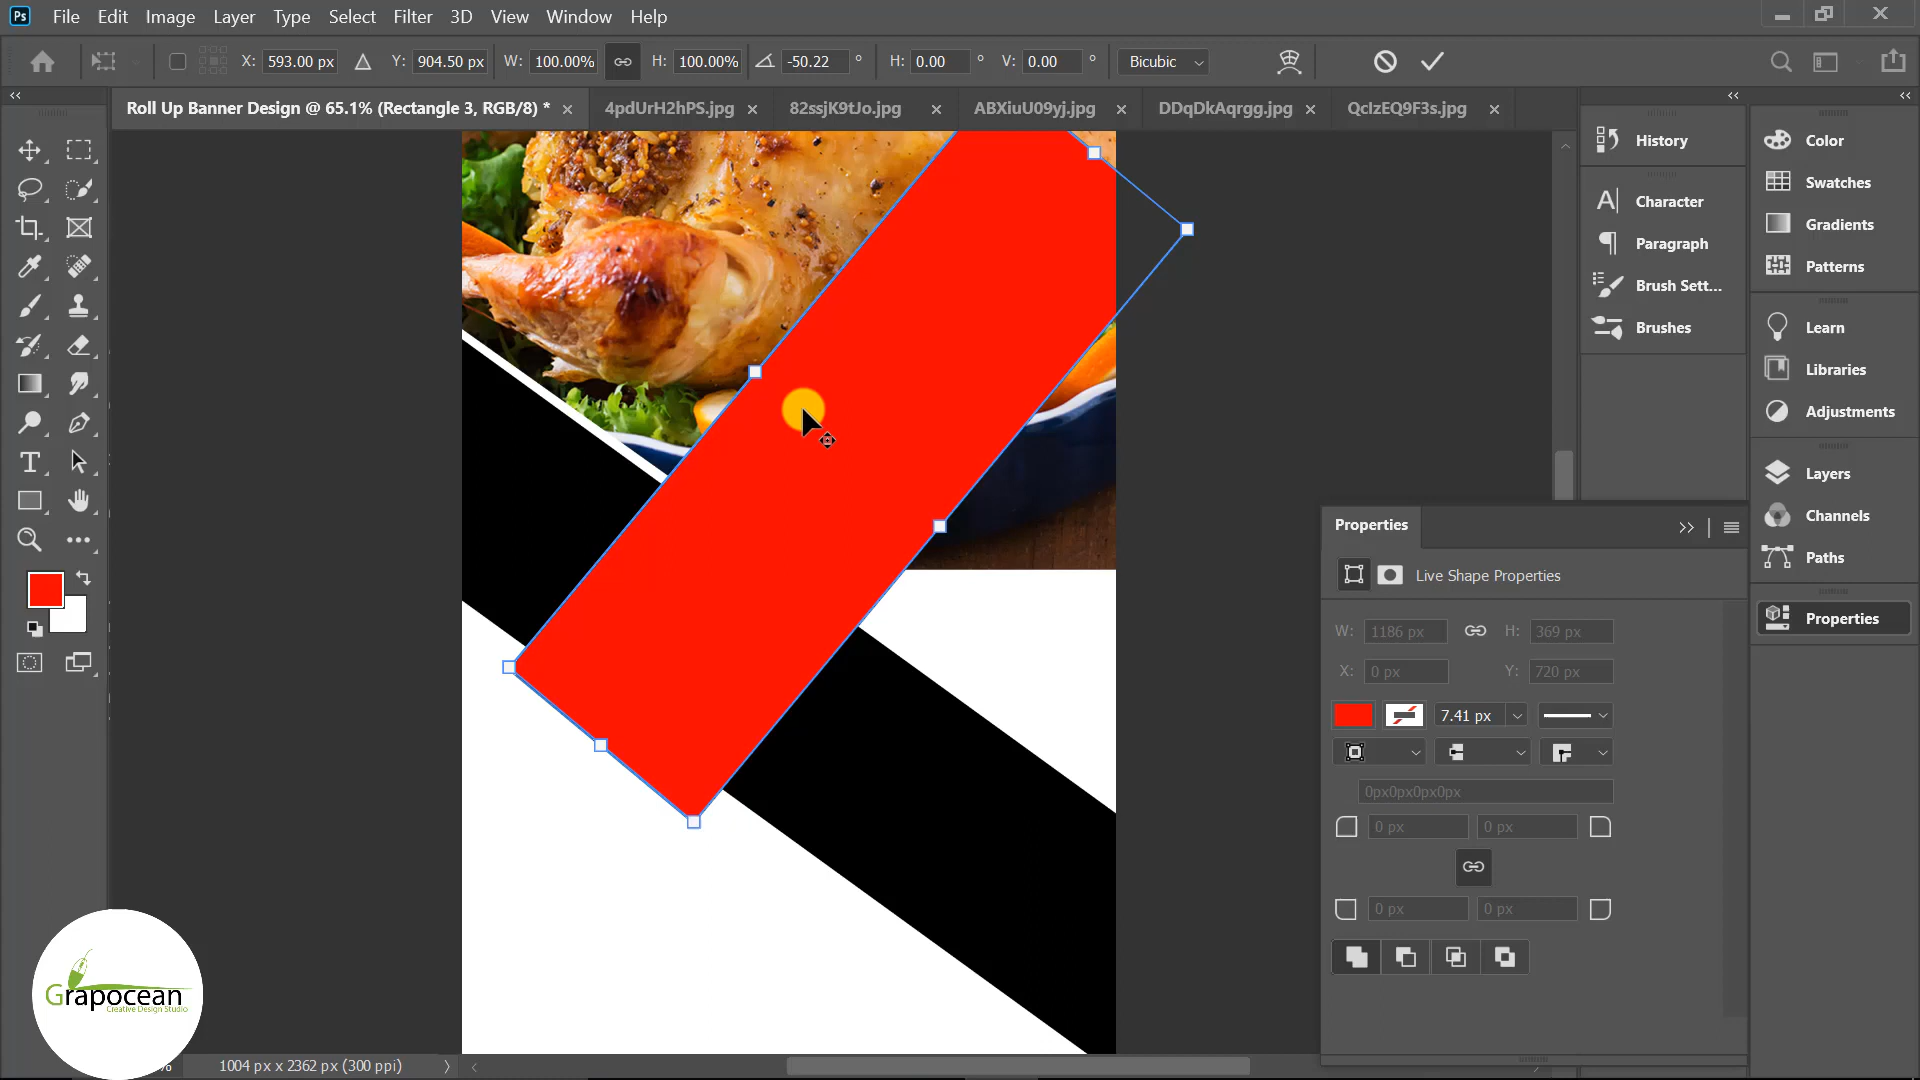 Ps File Edit Image Layer Type Select Filter 3D View Window Help
X: 593.00 px Y: 904.50 px W: 100.00% H: 100.00% -50.22 ° H: 0.00 ° V: 0.00 ° Bicubic
Roll Up Banner Design @ 65.1% (Rectangle 3, RGB/8) * × 4pdUrH2hPS.jpg × 82ssjK9tJo.jpg × ABXiuU09yj.jpg × DDqDkAqrgg.jpg × QcIzEQ9F3s.jpg ×
History
Character
Paragraph
Brush Sett...
Brushes
Color
Swatches
Gradients
Patterns
Learn
Libraries
Adjustments
Layers
Channels
Paths
Properties
Properties
Live Shape Properties
W: 1186 px H: 369 px
X: 0 px Y: 720 px
7.41 px
0px0px0px0px
0 px 0 px
0 px 0 px
Grapocean
Creative Design Studio
% 1004 px x 2362 px (300 ppi)